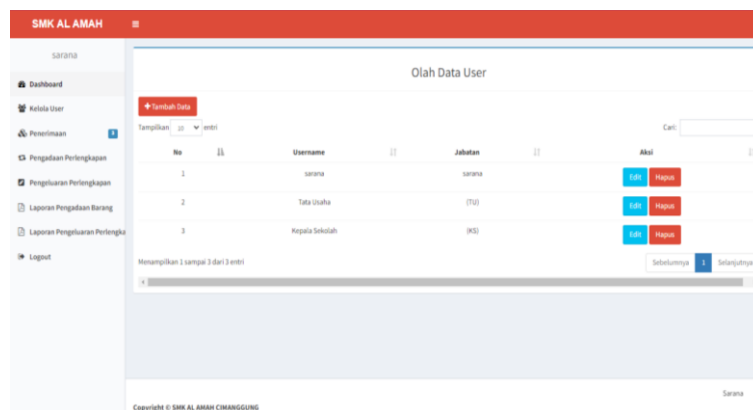 SMK AL AMAH
sarana
Dashboard
Kelola User
Penerimaan
Pengadaan Perlengkapan
Pengeluaran Perlengkapan
Laporan Pengadaan Barang
Laporan Pengeluaran Perlengka
Logout
Olah Data User
+Tambah Data
Tampilkan 10 entri
Cari:
No Username Jabatan Aksi
1 sarana sarana Edit Hapus
2 Tata Usaha (TU) Edit Hapus
3 Kepala Sekolah (KS) Edit Hapus
Menampilkan 1 sampai 3 dari 3 entri
Sebelumnya 1 Selanjutnya
Sarana
Copyright © SMK AL AMAH CIMANGGUNG